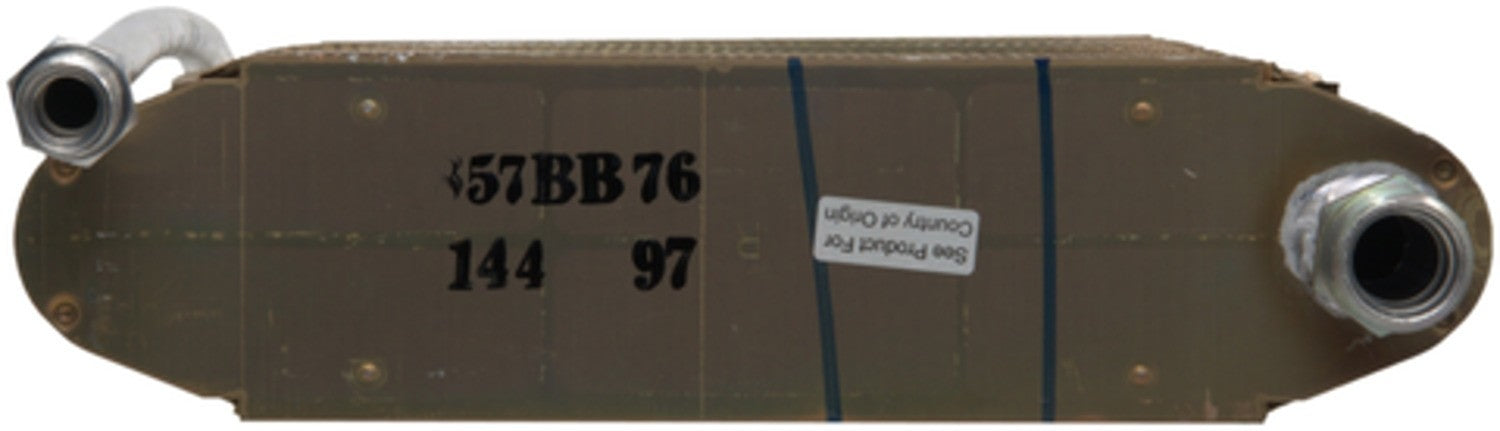 57BB76
144 97
See Product For
Country of Origin